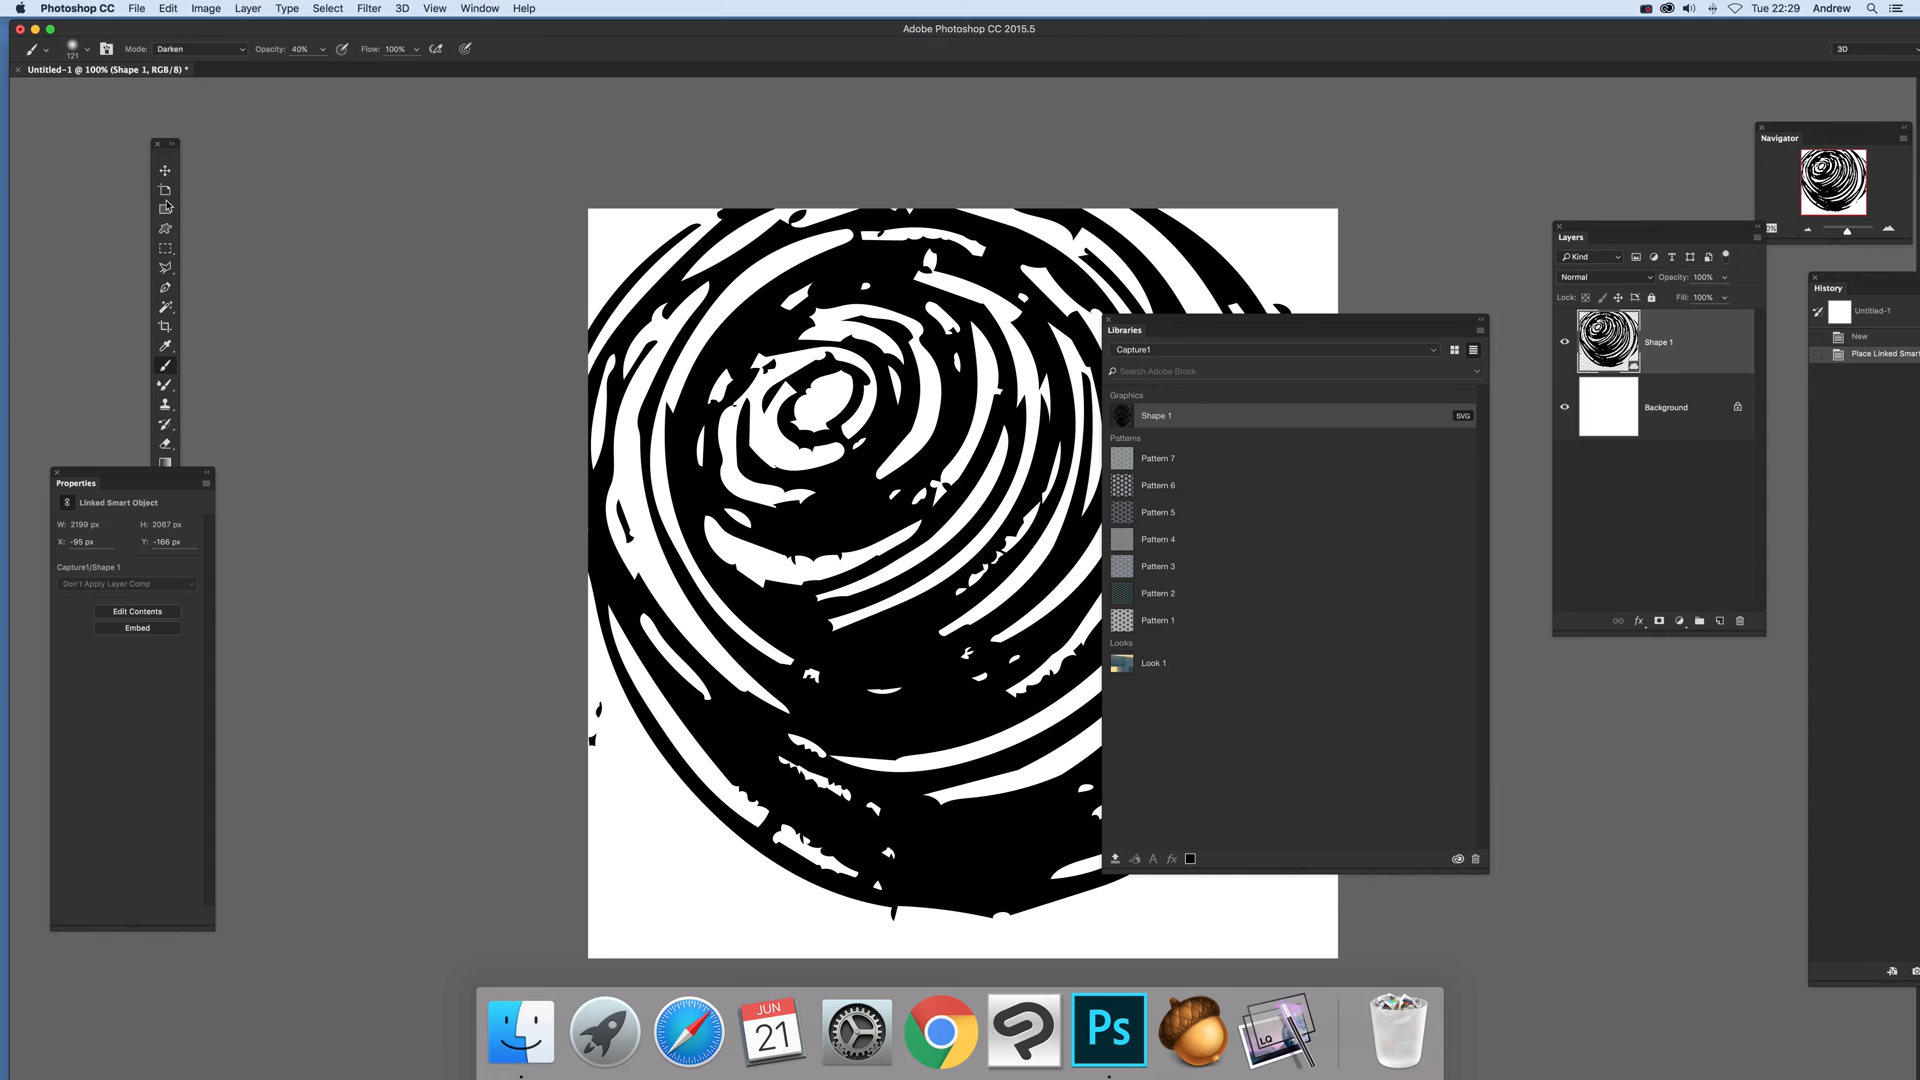 Photoshop CC File Edit Image Layer Type Select Filter 3D View Window Help Tue 22:29 Andrew
Adobe Photoshop CC 2015.5
121 Mode: Darken Opacity: 40% Flow: 100% 3D
Untitled-1 @ 100% (Shape 1, RGB/8) *
Navigator
0%
Layers
Kind
Normal Opacity: 100%
Lock: Fill: 100%
Shape 1
Background
fx
History
Untitled-1
New
Place Linked Smart
Libraries
Capture1
Search Adobe Stock
Graphics
Shape 1 SVG
Patterns
Pattern 7
Pattern 6
Pattern 5
Pattern 4
Pattern 3
Pattern 2
Pattern 1
Looks
Look 1
A fx
Properties
Linked Smart Object
W: 2199 px H: 2067 px
X: -95 px Y: -166 px
Capture1/Shape 1
Don't Apply Layer Comp
Edit Contents
Embed
JUN
21
Ps
LQ